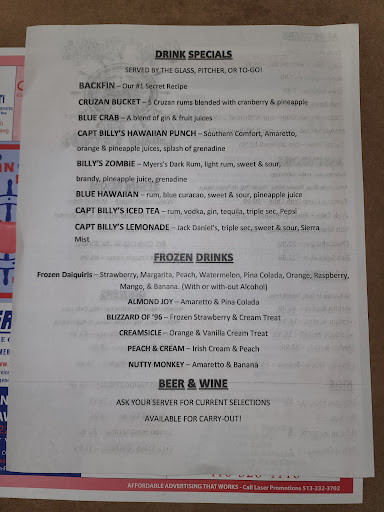 DRINK SPECIALS
SERVED BY THE GLASS, PITCHER, OR TO-GO!
BACKFIN – Our #1 Secret Recipe
CRUZAN BUCKET – 5 Cruzan rums blended with cranberry & pineapple
BLUE CRAB – A blend of gin & fruit juices
CAPT BILLY'S HAWAIIAN PUNCH – Southern Comfort, Amaretto,
orange & pineapple juices, splash of grenadine
BILLY'S ZOMBIE – Myers's Dark Rum, light rum, sweet & sour,
brandy, pineapple juice, grenadine
BLUE HAWAIIAN – rum, blue curacao, sweet & sour, pineapple juice
CAPT BILLY'S ICED TEA – rum, vodka, gin, tequila, triple sec, Pepsi
CAPT BILLY'S LEMONADE – Jack Daniel's, triple sec, sweet & sour, Sierra
Mist
FROZEN DRINKS
Frozen Daiquiris – Strawberry, Margarita, Peach, Watermelon, Pina Colada, Orange, Raspberry,
Mango, & Banana. (With or with-out Alcohol)
ALMOND JOY – Amaretto & Pina Colada
BLIZZARD OF '96 – Frozen Strawberry & Cream Treat
CREAMSICLE – Orange & Vanilla Cream Treat
PEACH & CREAM – Irish Cream & Peach
NUTTY MONKEY – Amaretto & Banana
BEER & WINE
ASK YOUR SERVER FOR CURRENT SELECTIONS
AVAILABLE FOR CARRY-OUT!
AFFORDABLE ADVERTISING THAT WORKS - Call Laser Promotions 513-232-3702